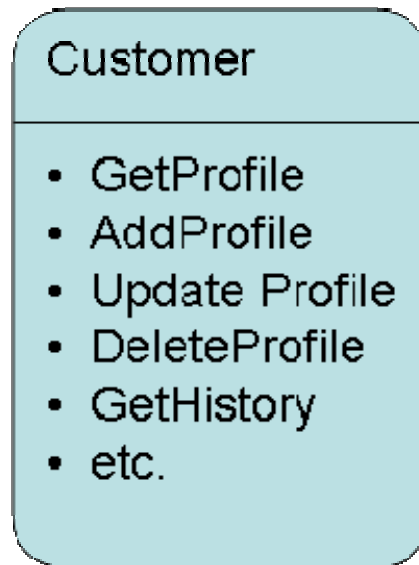 Customer
• GetProfile
• AddProfile
• Update Profile
• DeleteProfile
• GetHistory
• etc.